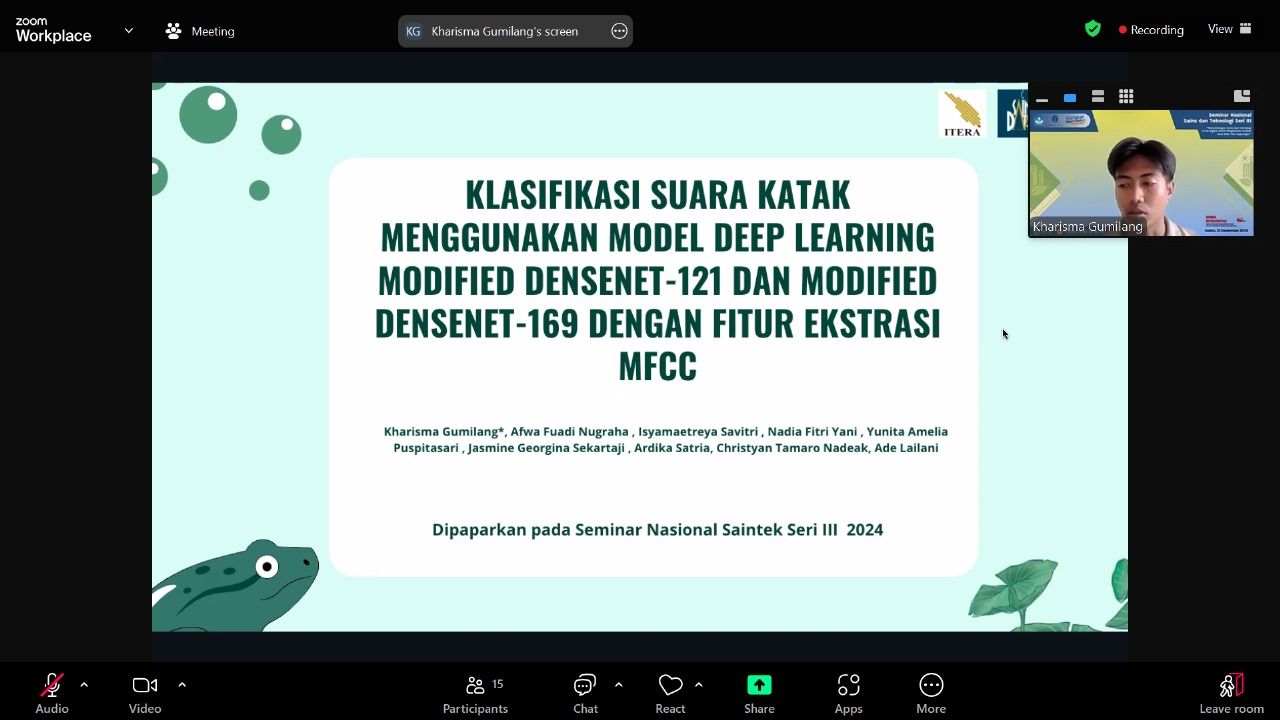 zoom
Workplace
Meeting
KG Kharisma Gumilang's screen
Recording
View
ITERA
KLASIFIKASI SUARA KATAK
MENGGUNAKAN MODEL DEEP LEARNING
MODIFIED DENSENET-121 DAN MODIFIED
DENSENET-169 DENGAN FITUR EKSTRASI
MFCC
Kharisma Gumilang*, Afwa Fuadi Nugraha , Isyamaetreya Savitri , Nadia Fitri Yani , Yunita Amelia
Puspitasari , Jasmine Georgina Sekartaji , Ardika Satria, Christyan Tamaro Nadeak, Ade Lailani
Dipaparkan pada Seminar Nasional Saintek Seri III 2024
Seminar Nasional
Sains dan Teknologi Seri III
Kharisma Gumilang
Audio
Video
15
Participants
Chat
React
Share
Apps
More
Leave room